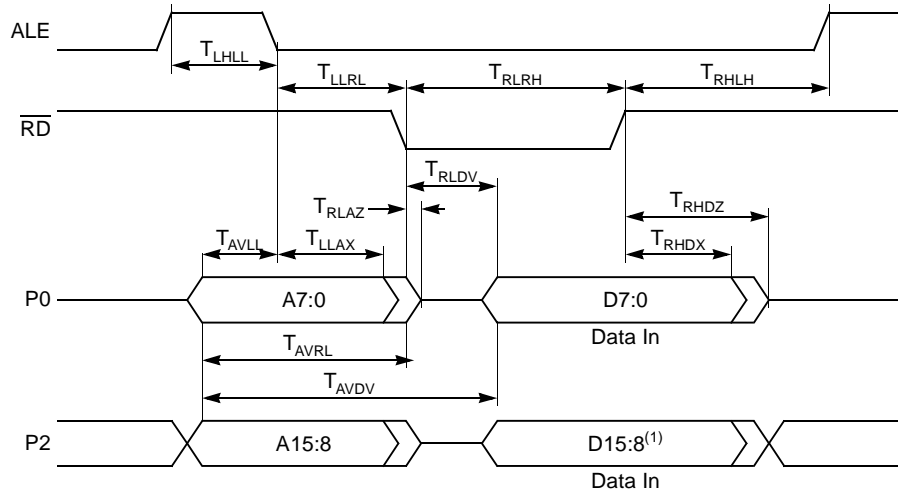 ALE
T_LHLL
T_LLRL
T_RLRH
T_RHLH
RD
T_RLDV
T_RLAZ
T_RHDZ
T_AVLL
T_LLAX
T_RHDX
P0
A7:0
D7:0
Data In
T_AVRL
T_AVDV
P2
A15:8
D15:8(1)
Data In